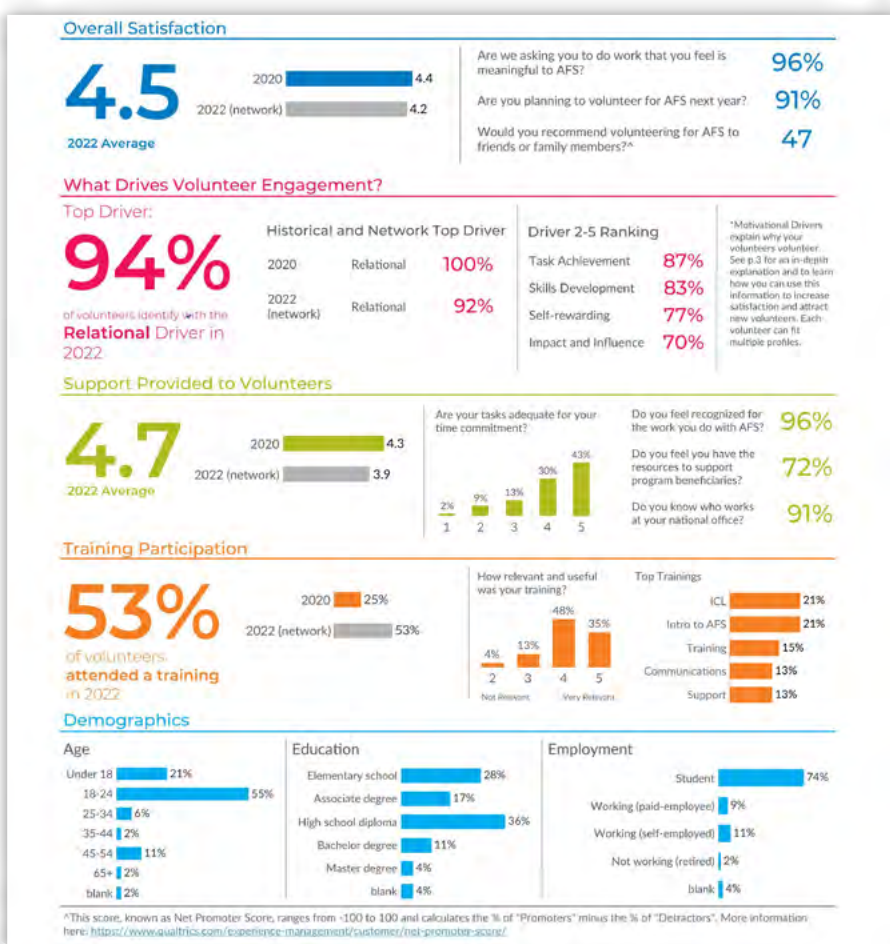 Overall Satisfaction
4.5
2022 Average
2020 4.4
2022 (network) 4.2
Are we asking you to do work that you feel is
meaningful to AFS?
96%
Are you planning to volunteer for AFS next year?
91%
Would you recommend volunteering for AFS to
friends or family members?^
47
What Drives Volunteer Engagement?
Top Driver:
94%
of volunteers identify with the
Relational Driver in
2022
Historical and Network Top Driver
2020 Relational 100%
2022
(network)
Relational 92%
Driver 2-5 Ranking
Task Achievement 87%
Skills Development 83%
Self-rewarding 77%
Impact and Influence 70%
*Motivational Drivers
explain why your
volunteers volunteer.
See p.3 for an in-depth
explanation and to learn
how you can use this
information to increase
satisfaction and attract
new volunteers. Each
volunteer can fit
multiple profiles.
Support Provided to Volunteers
4.7
2022 Average
2020 4.3
2022 (network) 3.9
Are your tasks adequate for your
time commitment?
2% 9% 13% 30% 43%
1 2 3 4 5
Do you feel recognized for
the work you do with AFS?
96%
Do you feel you have the
resources to support
program beneficiaries?
72%
Do you know who works
at your national office?
91%
Training Participation
53%
of volunteers
attended a training
in 2022
2020 25%
2022 (network) 53%
How relevant and useful
was your training?
4% 13% 48% 35%
2 3 4 5
Not Relevant Very Relevant
Top Trainings
ICL 21%
Intro to AFS 21%
Training 15%
Communications 13%
Support 13%
Demographics
Age
Under 18 21%
18-24 55%
25-34 6%
35-44 2%
45-54 11%
65+ 2%
blank 2%
Education
Elementary school 28%
Associate degree 17%
High school diploma 36%
Bachelor degree 11%
Master degree 4%
blank 4%
Employment
Student 74%
Working (paid-employee) 9%
Working (self-employed) 11%
Not working (retired) 2%
blank 4%
^This score, known as Net Promoter Score, ranges from -100 to 100 and calculates the % of "Promoters" minus the % of "Detractors". More information
here: https://www.qualtrics.com/experience-management/customer/net-promoter-score/